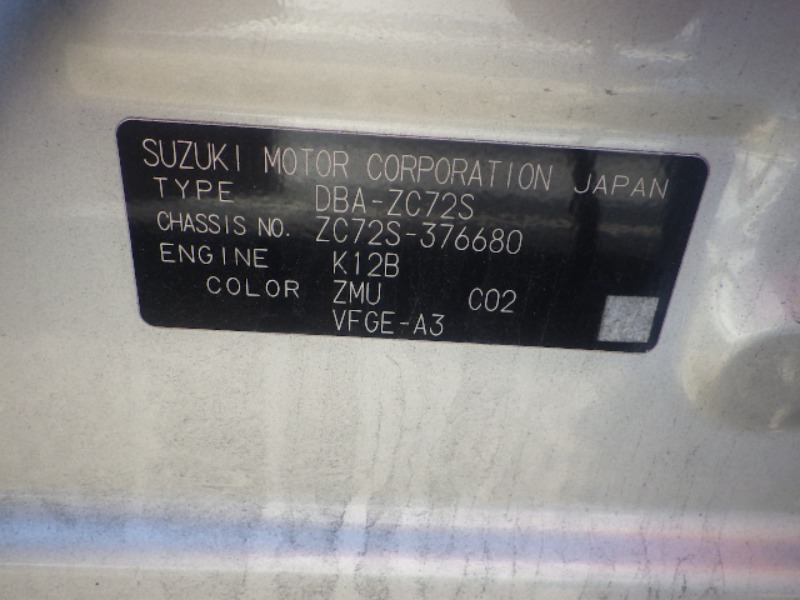 SUZUKI MOTOR CORPORATION JAPAN
TYPE DBA-ZC72S
CHASSIS NO. ZC72S-376680
ENGINE K12B
COLOR ZMU C02
VFGE-A3